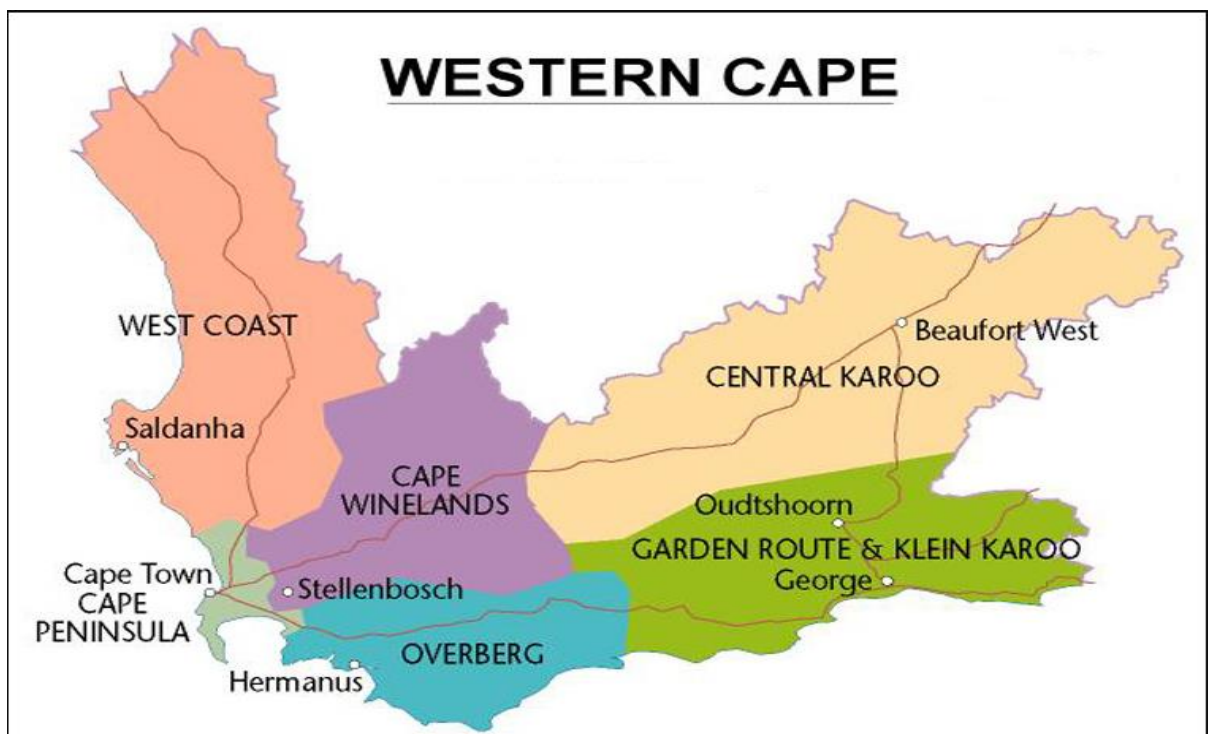 WESTERN CAPE
WEST COAST
Beaufort West
CENTRAL KAROO
Saldanha
CAPE
WINELANDS
Oudtshoorn
GARDEN ROUTE & KLEIN KAROO
George
Cape Town
CAPE
PENINSULA
Stellenbosch
OVERBERG
Hermanus